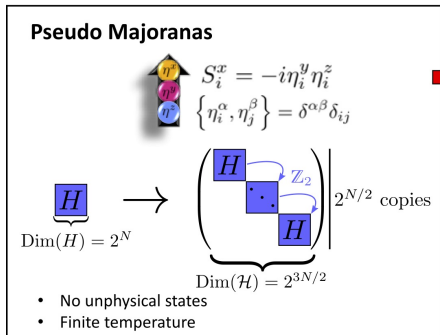 Pseudo Majoranas
η^x
η^y
η^z
S_i^x = -iη_i^y η_i^z
{η_i^α, η_j^β} = δ^{αβ}δ_{ij}
H
Dim(H) = 2^N
→
H
ℤ_2
H
Dim(ℋ) = 2^{3N/2}
2^{N/2} copies
• No unphysical states
• Finite temperature